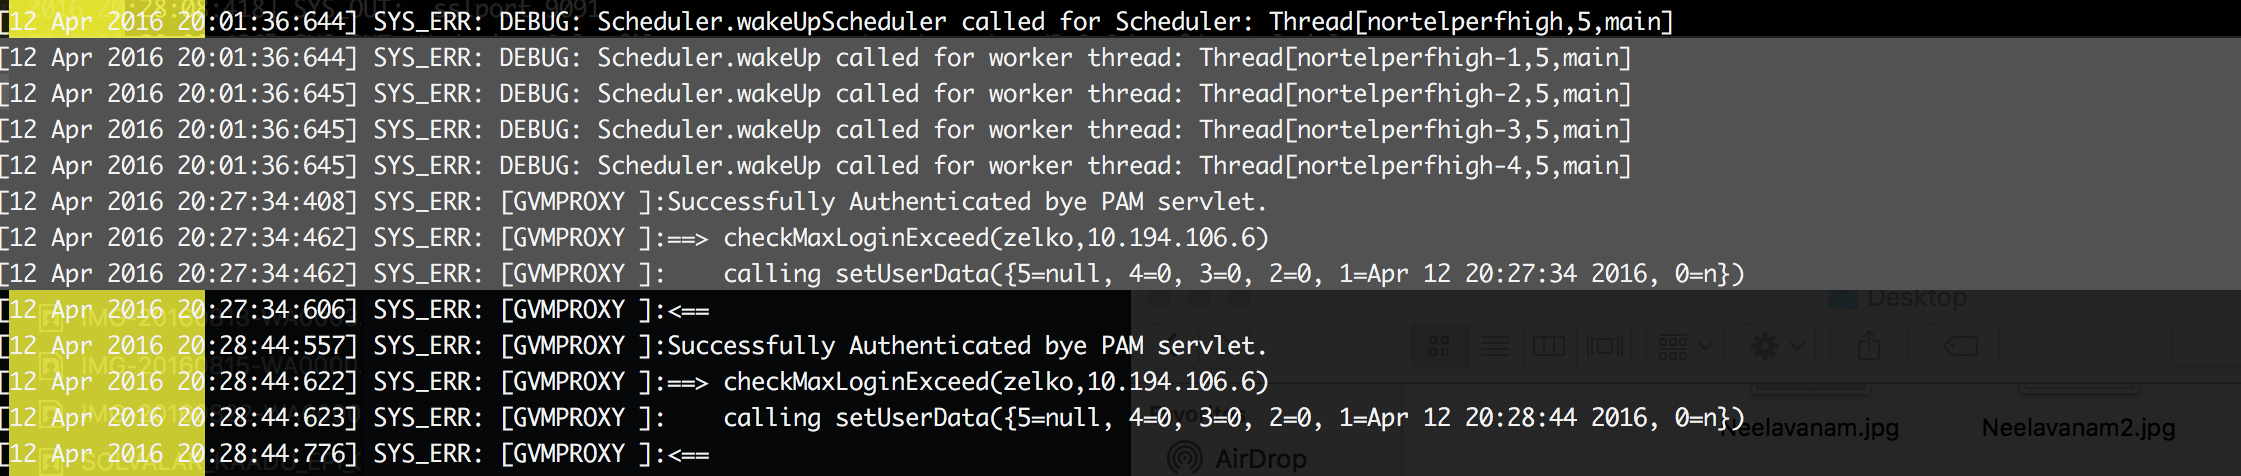 [12 Apr 2016 20:01:36:644] SYS_ERR: DEBUG: Scheduler.wakeUpScheduler called for Scheduler: Thread[nortelperfhigh,5,main]
[12 Apr 2016 20:01:36:644] SYS_ERR: DEBUG: Scheduler.wakeUp called for worker thread: Thread[nortelperfhigh-1,5,main]
[12 Apr 2016 20:01:36:645] SYS_ERR: DEBUG: Scheduler.wakeUp called for worker thread: Thread[nortelperfhigh-2,5,main]
[12 Apr 2016 20:01:36:645] SYS_ERR: DEBUG: Scheduler.wakeUp called for worker thread: Thread[nortelperfhigh-3,5,main]
[12 Apr 2016 20:01:36:645] SYS_ERR: DEBUG: Scheduler.wakeUp called for worker thread: Thread[nortelperfhigh-4,5,main]
[12 Apr 2016 20:27:34:408] SYS_ERR: [GVMPROXY ]:Successfully Authenticated bye PAM servlet.
[12 Apr 2016 20:27:34:462] SYS_ERR: [GVMPROXY ]:==> checkMaxLoginExceed(zelko,10.194.106.6)
[12 Apr 2016 20:27:34:462] SYS_ERR: [GVMPROXY ]:    calling setUserData({5=null, 4=0, 3=0, 2=0, 1=Apr 12 20:27:34 2016, 0=n})
[12 Apr 2016 20:27:34:606] SYS_ERR: [GVMPROXY ]:<==
[12 Apr 2016 20:28:44:557] SYS_ERR: [GVMPROXY ]:Successfully Authenticated bye PAM servlet.
[12 Apr 2016 20:28:44:622] SYS_ERR: [GVMPROXY ]:==> checkMaxLoginExceed(zelko,10.194.106.6)
[12 Apr 2016 20:28:44:623] SYS_ERR: [GVMPROXY ]:    calling setUserData({5=null, 4=0, 3=0, 2=0, 1=Apr 12 20:28:44 2016, 0=n})
[12 Apr 2016 20:28:44:776] SYS_ERR: [GVMPROXY ]:<==
Desktop
Favorites
Neelavanam.jpg
Neelavanam2.jpg
AirDrop